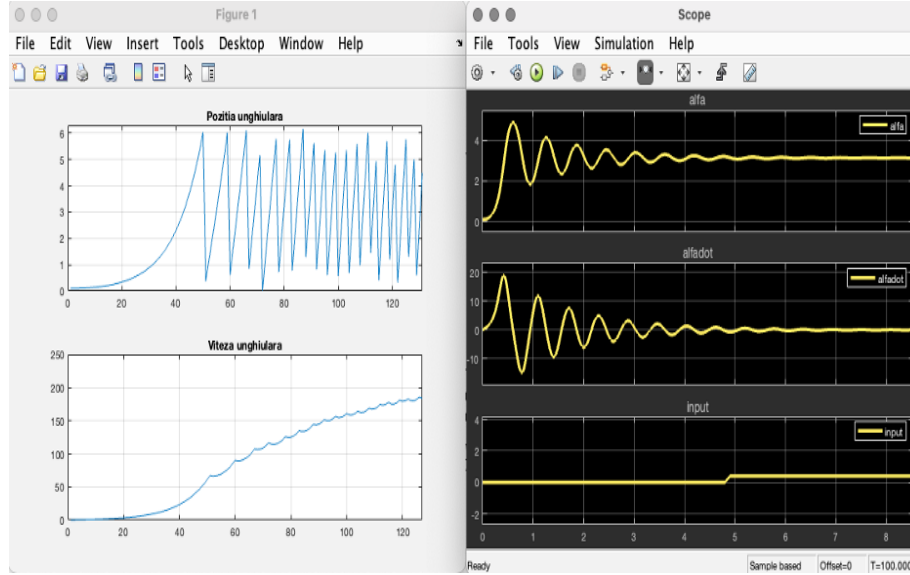 Figure 1
File Edit View Insert Tools Desktop Window Help
Pozitia unghiulara
6
5
4
3
2
1
0
0 20 40 60 80 100 120
Viteza unghiulara
250
200
150
100
50
0
0 20 40 60 80 100 120
Scope
File Tools View Simulation Help
alfa
alfa
4
2
0
alfadot
alfadot
20
10
0
-10
input
input
4
2
0
-2
0 1 2 3 4 5 6 7 8
Ready Sample based Offset=0 T=100.000